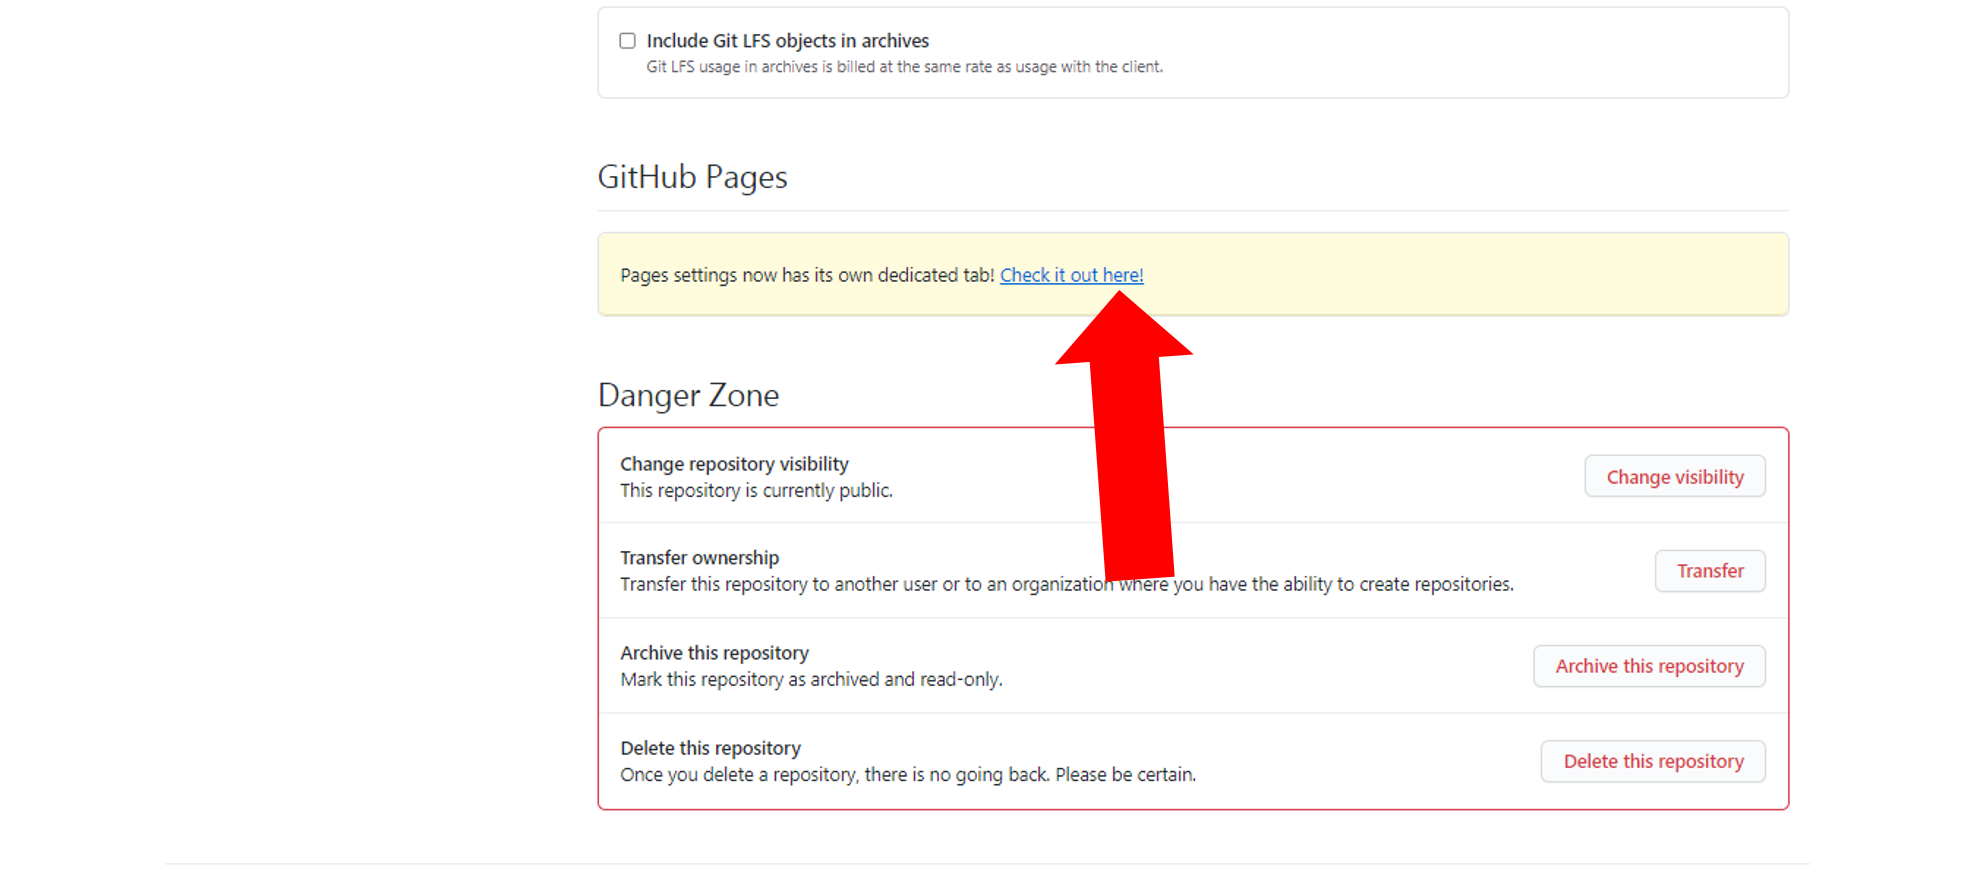 Include Git LFS objects in archives
Git LFS usage in archives is billed at the same rate as usage with the client.
GitHub Pages
Pages settings now has its own dedicated tab! Check it out here!
Danger Zone
Change repository visibility
This repository is currently public.
Change visibility
Transfer ownership
Transfer this repository to another user or to an organization where you have the ability to create repositories.
Transfer
Archive this repository
Mark this repository as archived and read-only.
Archive this repository
Delete this repository
Once you delete a repository, there is no going back. Please be certain.
Delete this repository